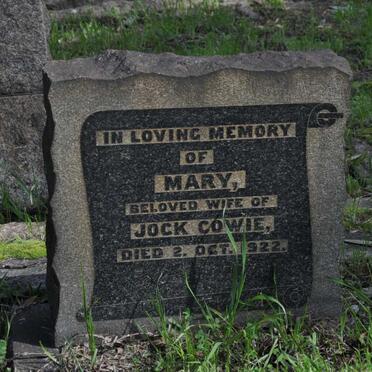 IN LOVING MEMORY
OF
MARY,
BELOVED WIFE OF
JOCK COWIE,
DIED 2. OCT. 1922.